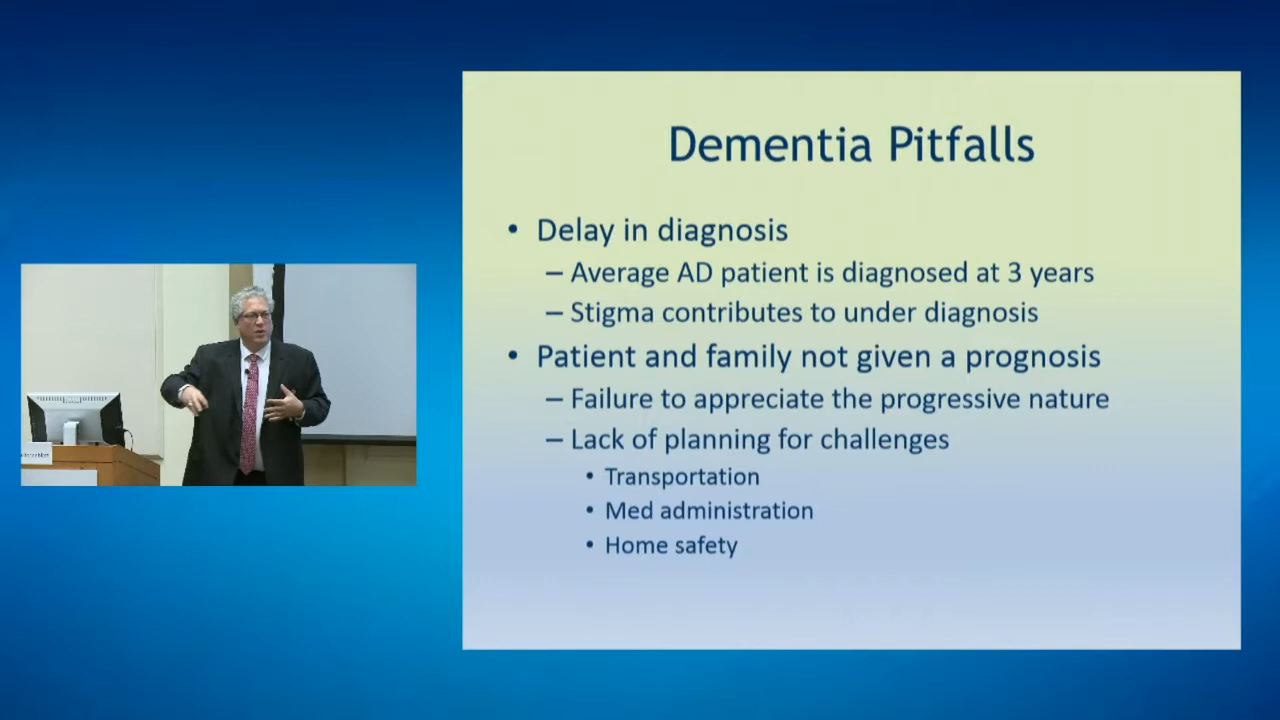 Dementia Pitfalls
• Delay in diagnosis
– Average AD patient is diagnosed at 3 years
– Stigma contributes to under diagnosis
• Patient and family not given a prognosis
– Failure to appreciate the progressive nature
– Lack of planning for challenges
• Transportation
• Med administration
• Home safety